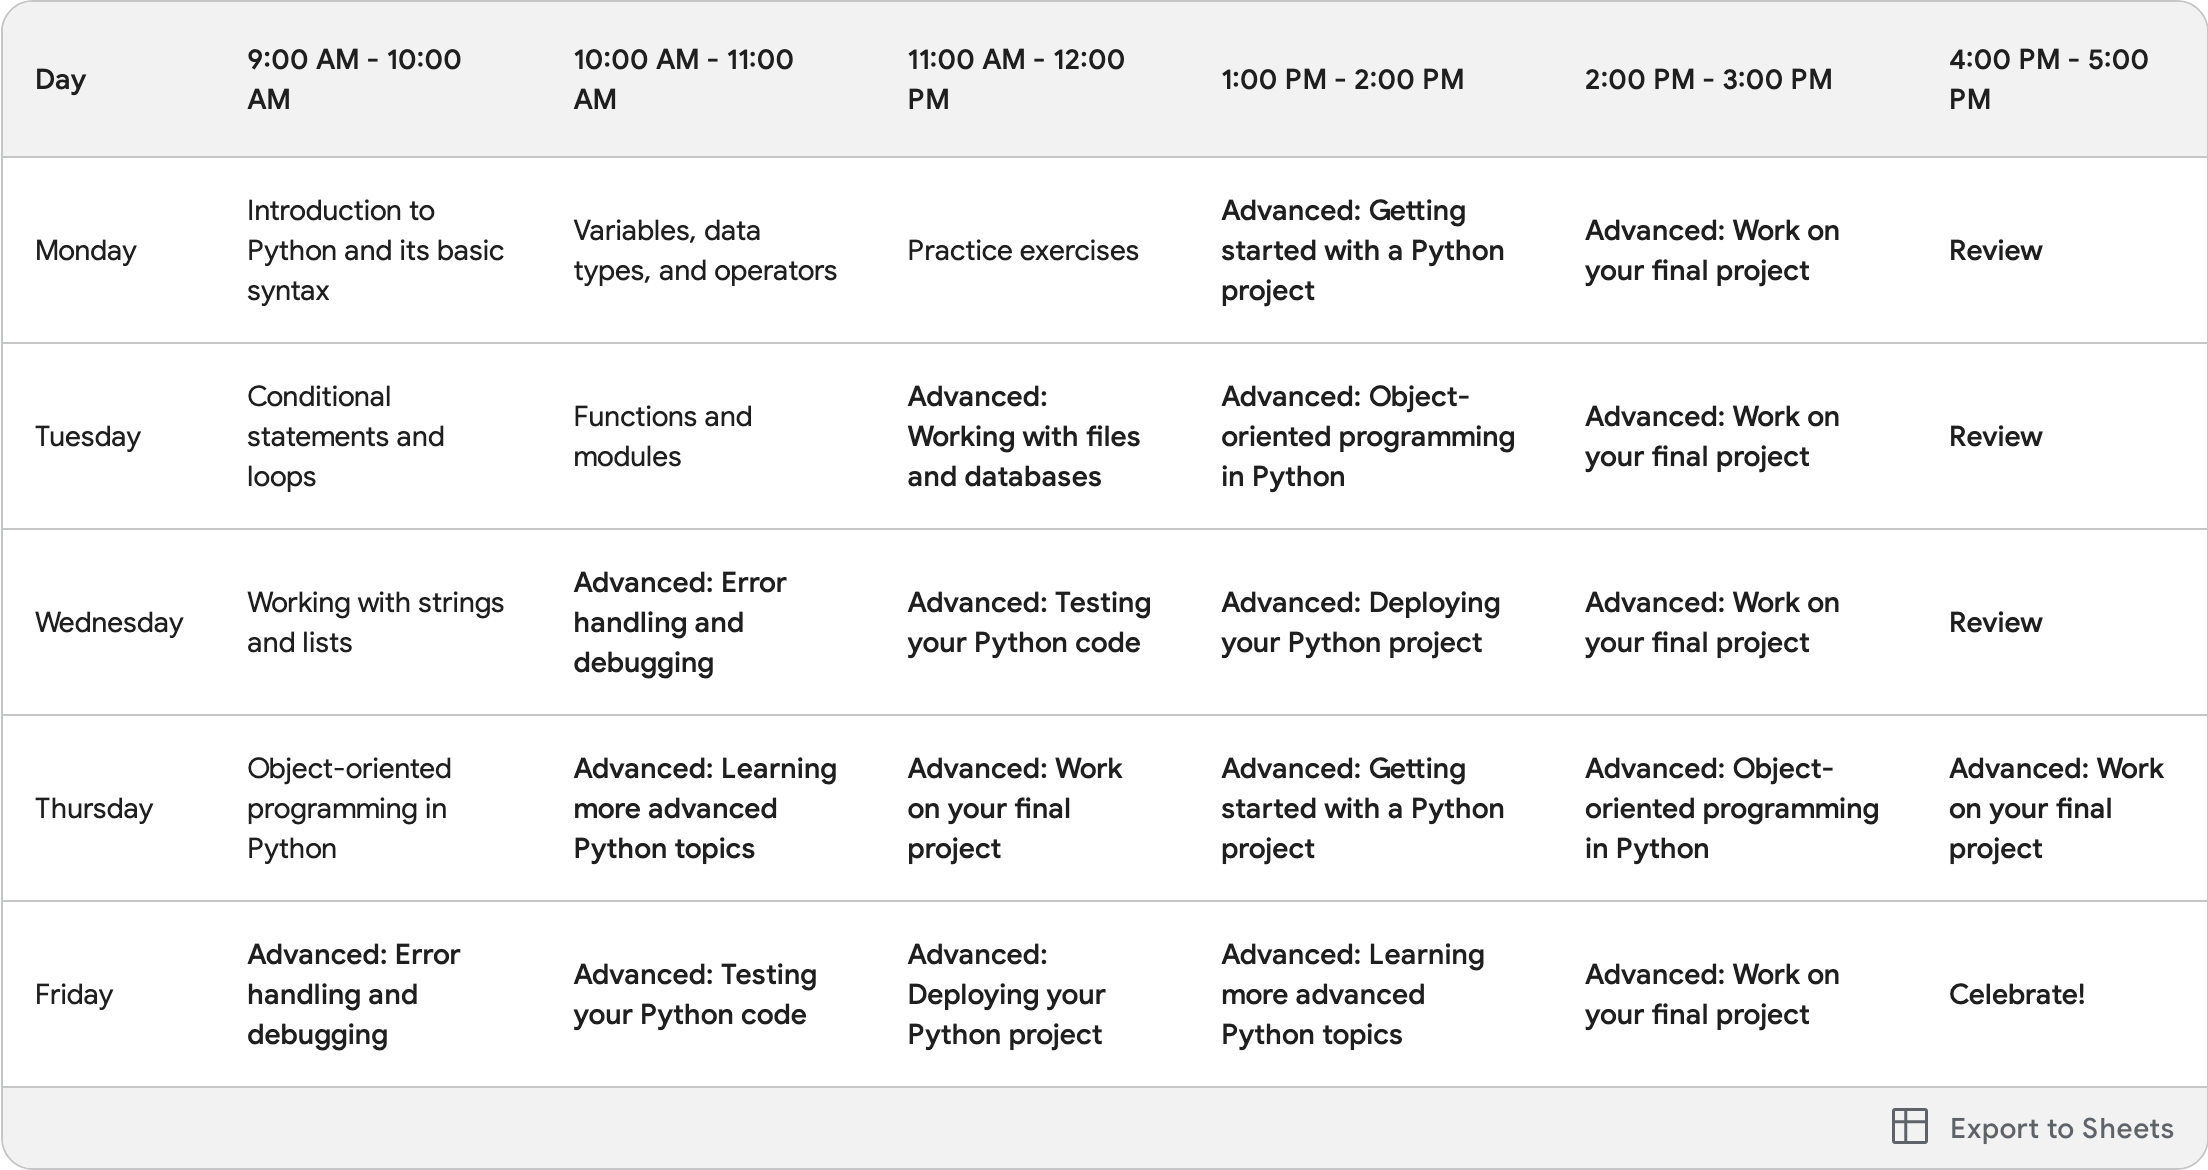 Day
9:00 AM - 10:00
AM
10:00 AM - 11:00
AM
11:00 AM - 12:00
PM
1:00 PM - 2:00 PM
2:00 PM - 3:00 PM
4:00 PM - 5:00
PM
Monday
Introduction to
Python and its basic
syntax
Variables, data
types, and operators
Practice exercises
Advanced: Getting
started with a Python
project
Advanced: Work on
your final project
Review
Tuesday
Conditional
statements and
loops
Functions and
modules
Advanced:
Working with files
and databases
Advanced: Object-
oriented programming
in Python
Advanced: Work on
your final project
Review
Wednesday
Working with strings
and lists
Advanced: Error
handling and
debugging
Advanced: Testing
your Python code
Advanced: Deploying
your Python project
Advanced: Work on
your final project
Review
Thursday
Object-oriented
programming in
Python
Advanced: Learning
more advanced
Python topics
Advanced: Work
on your final
project
Advanced: Getting
started with a Python
project
Advanced: Object-
oriented programming
in Python
Advanced: Work
on your final
project
Friday
Advanced: Error
handling and
debugging
Advanced: Testing
your Python code
Advanced:
Deploying your
Python project
Advanced: Learning
more advanced
Python topics
Advanced: Work on
your final project
Celebrate!
Export to Sheets